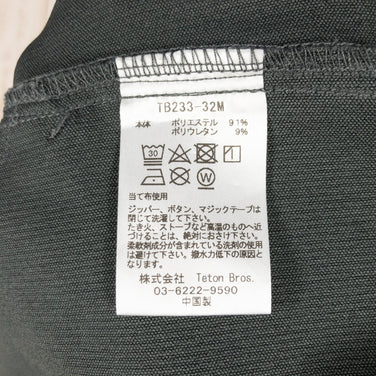 TB233-32M
本体 ポリエステル 91%
ポリウレタン 9%
30
W
当て布使用
ジッパー、ボタン、マジックテープは
閉じて洗濯して下さい。
たき火、ストーブなど高温のものへ近
づけることは、絶対にお避け下さい。
柔軟剤成分が含まれている洗剤の使用
は避けて下さい。撥水力低下の原因と
なります。
株式会社 Teton Bros.
03-6222-9590
中国製